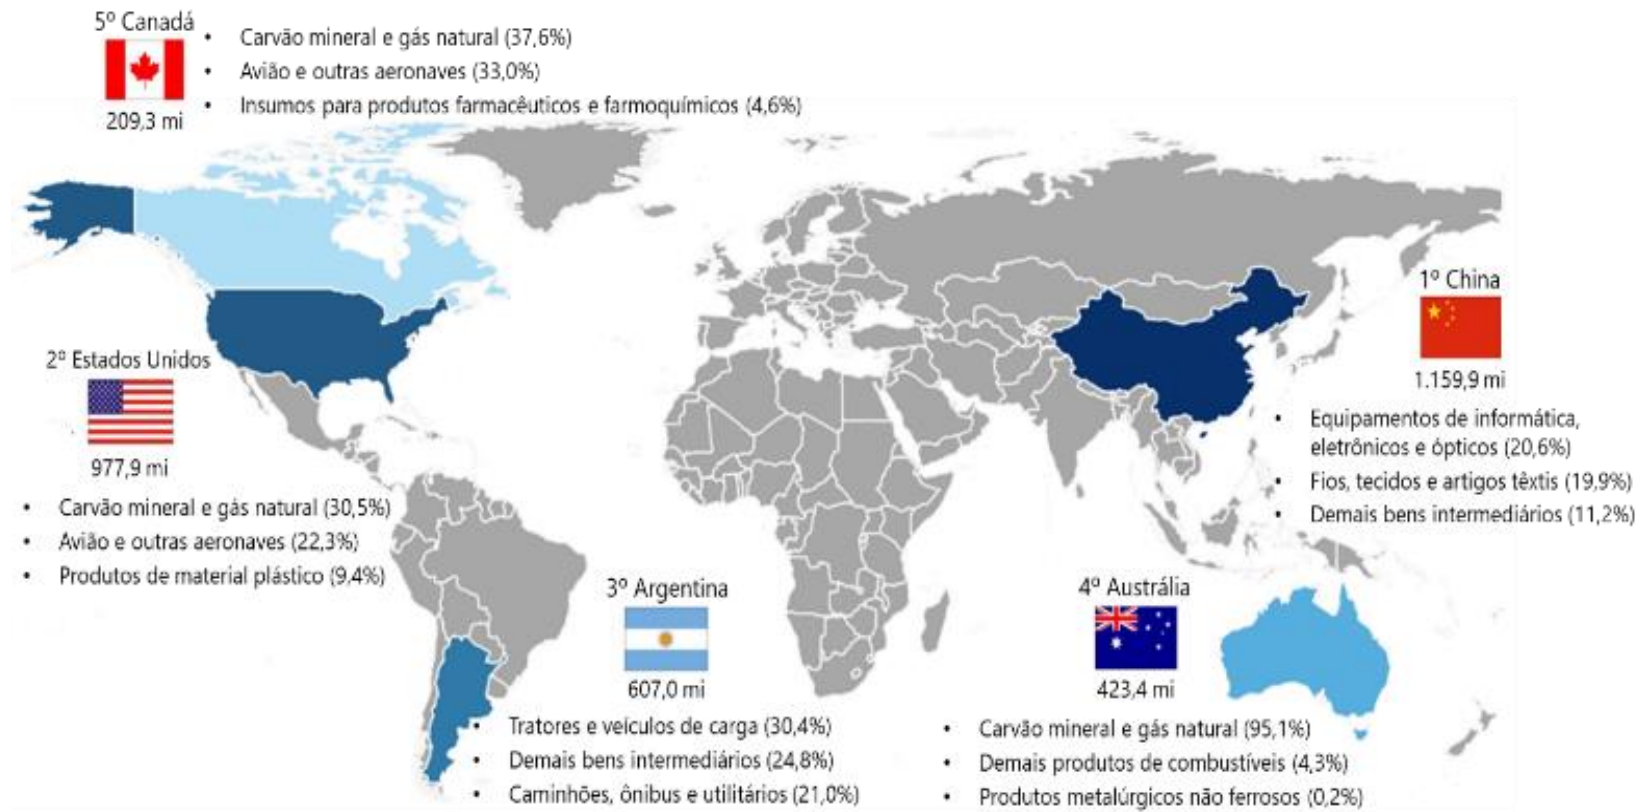 5º Canadá
209,3 mi
• Carvão mineral e gás natural (37,6%)
• Avião e outras aeronaves (33,0%)
• Insumos para produtos farmacêuticos e farmoquímicos (4,6%)
1º China
1.159,9 mi
• Equipamentos de informática,
eletrônicos e ópticos (20,6%)
• Fios, tecidos e artigos têxtis (19,9%)
• Demais bens intermediários (11,2%)
2º Estados Unidos
977,9 mi
• Carvão mineral e gás natural (30,5%)
• Avião e outras aeronaves (22,3%)
• Produtos de material plástico (9,4%)
3º Argentina
607,0 mi
• Tratores e veículos de carga (30,4%)
• Demais bens intermediários (24,8%)
• Caminhões, ônibus e utilitários (21,0%)
4º Austrália
423,4 mi
• Carvão mineral e gás natural (95,1%)
• Demais produtos de combustíveis (4,3%)
• Produtos metalúrgicos não ferrosos (0,2%)